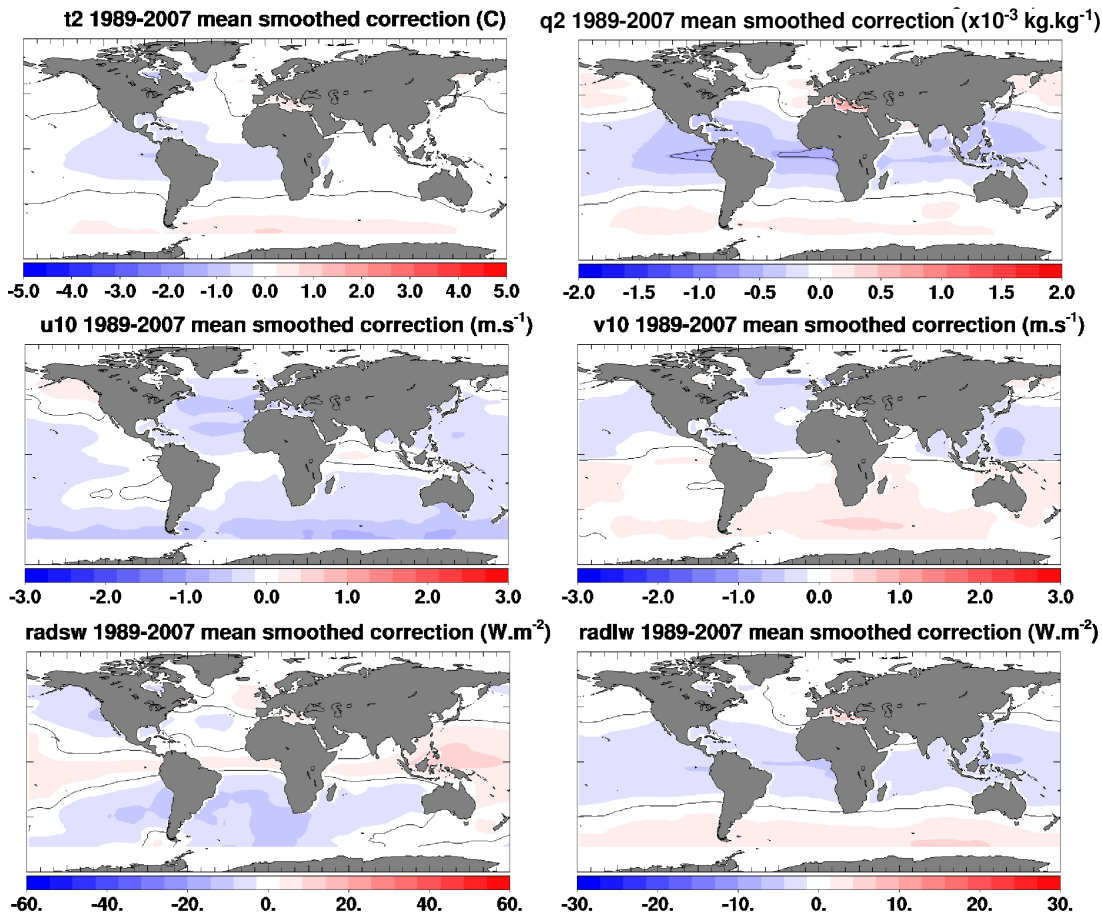 t2 1989-2007 mean smoothed correction (C)
q2 1989-2007 mean smoothed correction (x10⁻³ kg.kg⁻¹)
-5.0 -4.0 -3.0 -2.0 -1.0 0.0 1.0 2.0 3.0 4.0 5.0
-2.0 -1.5 -1.0 -0.5 0.0 0.5 1.0 1.5 2.0
u10 1989-2007 mean smoothed correction (m.s⁻¹)
v10 1989-2007 mean smoothed correction (m.s⁻¹)
-3.0 -2.0 -1.0 0.0 1.0 2.0 3.0
-3.0 -2.0 -1.0 0.0 1.0 2.0 3.0
radsw 1989-2007 mean smoothed correction (W.m⁻²)
radlw 1989-2007 mean smoothed correction (W.m⁻²)
-60. -40. -20. 0. 20. 40. 60.
-30. -20. -10. 0. 10. 20. 30.